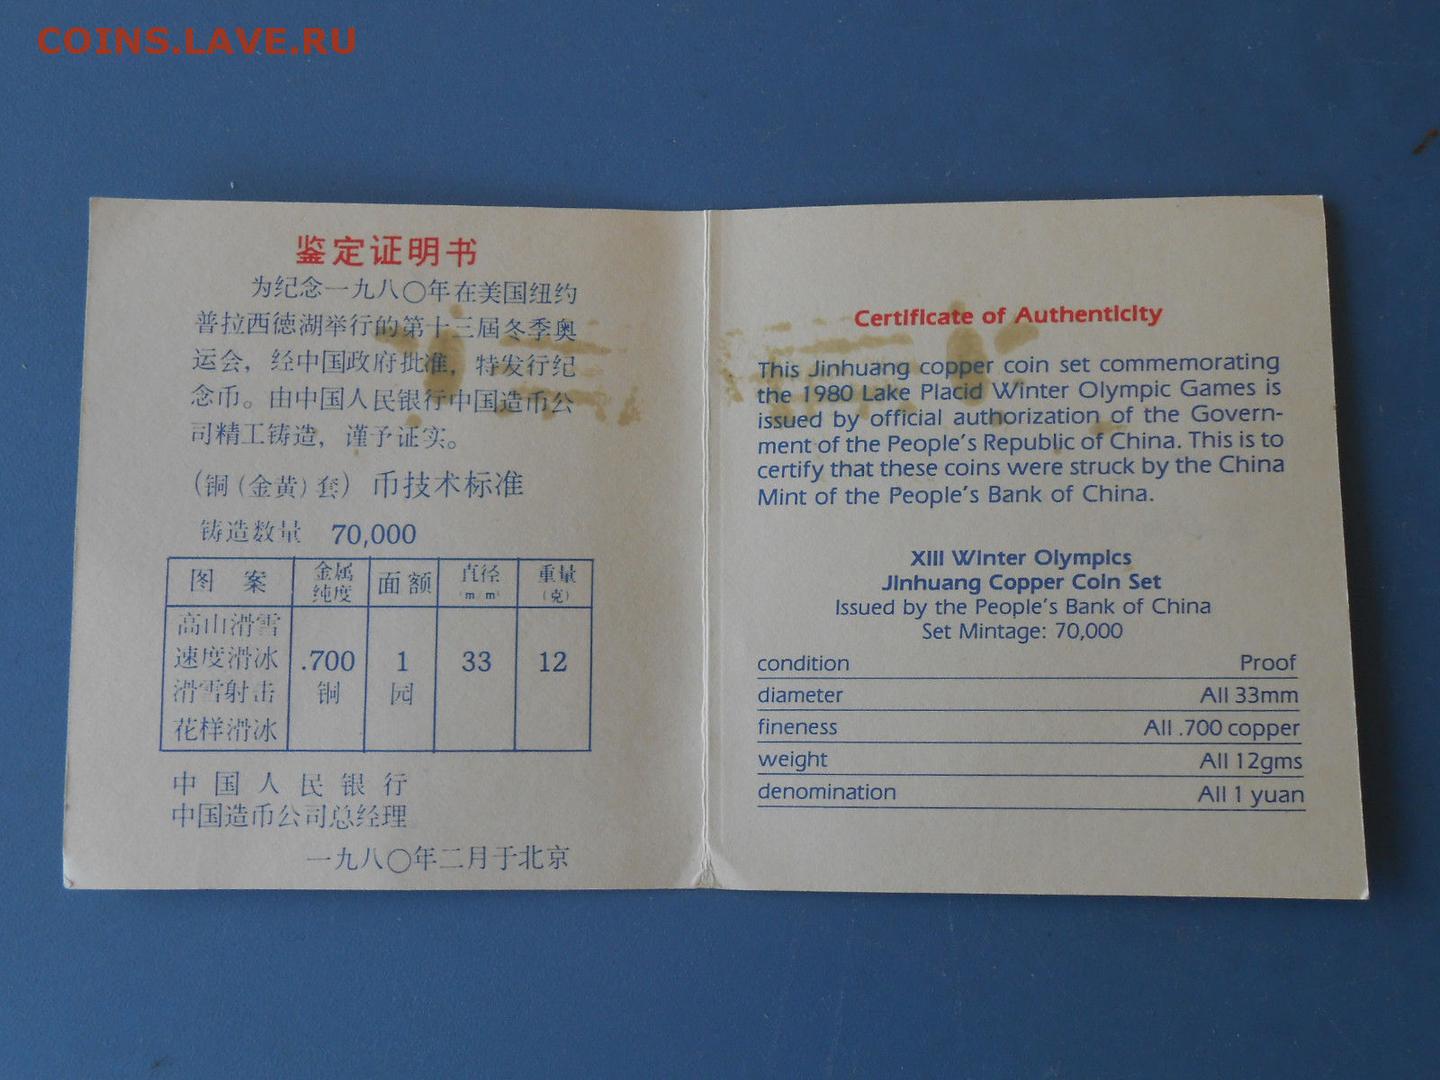 COINS.LAVE.RU
鉴定证明书
为纪念一九八〇年在美国纽约
普拉西德湖举行的第十三届冬季奥
运会，经中国政府批准，特发行纪
念币。由中国人民银行中国造币公
司精工铸造，谨予证实。
(铜(金黄)套) 币技术标准
铸造数量 70,000
图 案 金属纯度 面额 直径(m/m) 重量(克)
高山滑雪
速度滑冰 .700 1 33 12
滑雪射击 铜 园
花样滑冰
中国人民银行
中国造币公司总经理
一九八〇年二月于北京
Certificate of Authenticity
This Jinhuang copper coin set commemorating
the 1980 Lake Placid Winter Olympic Games is
issued by official authorization of the Govern-
ment of the People's Republic of China. This is to
certify that these coins were struck by the China
Mint of the People's Bank of China.
XIII Winter Olympics
Jinhuang Copper Coin Set
Issued by the People's Bank of China
Set Mintage: 70,000
condition Proof
diameter All 33mm
fineness All .700 copper
weight All 12gms
denomination All 1 yuan